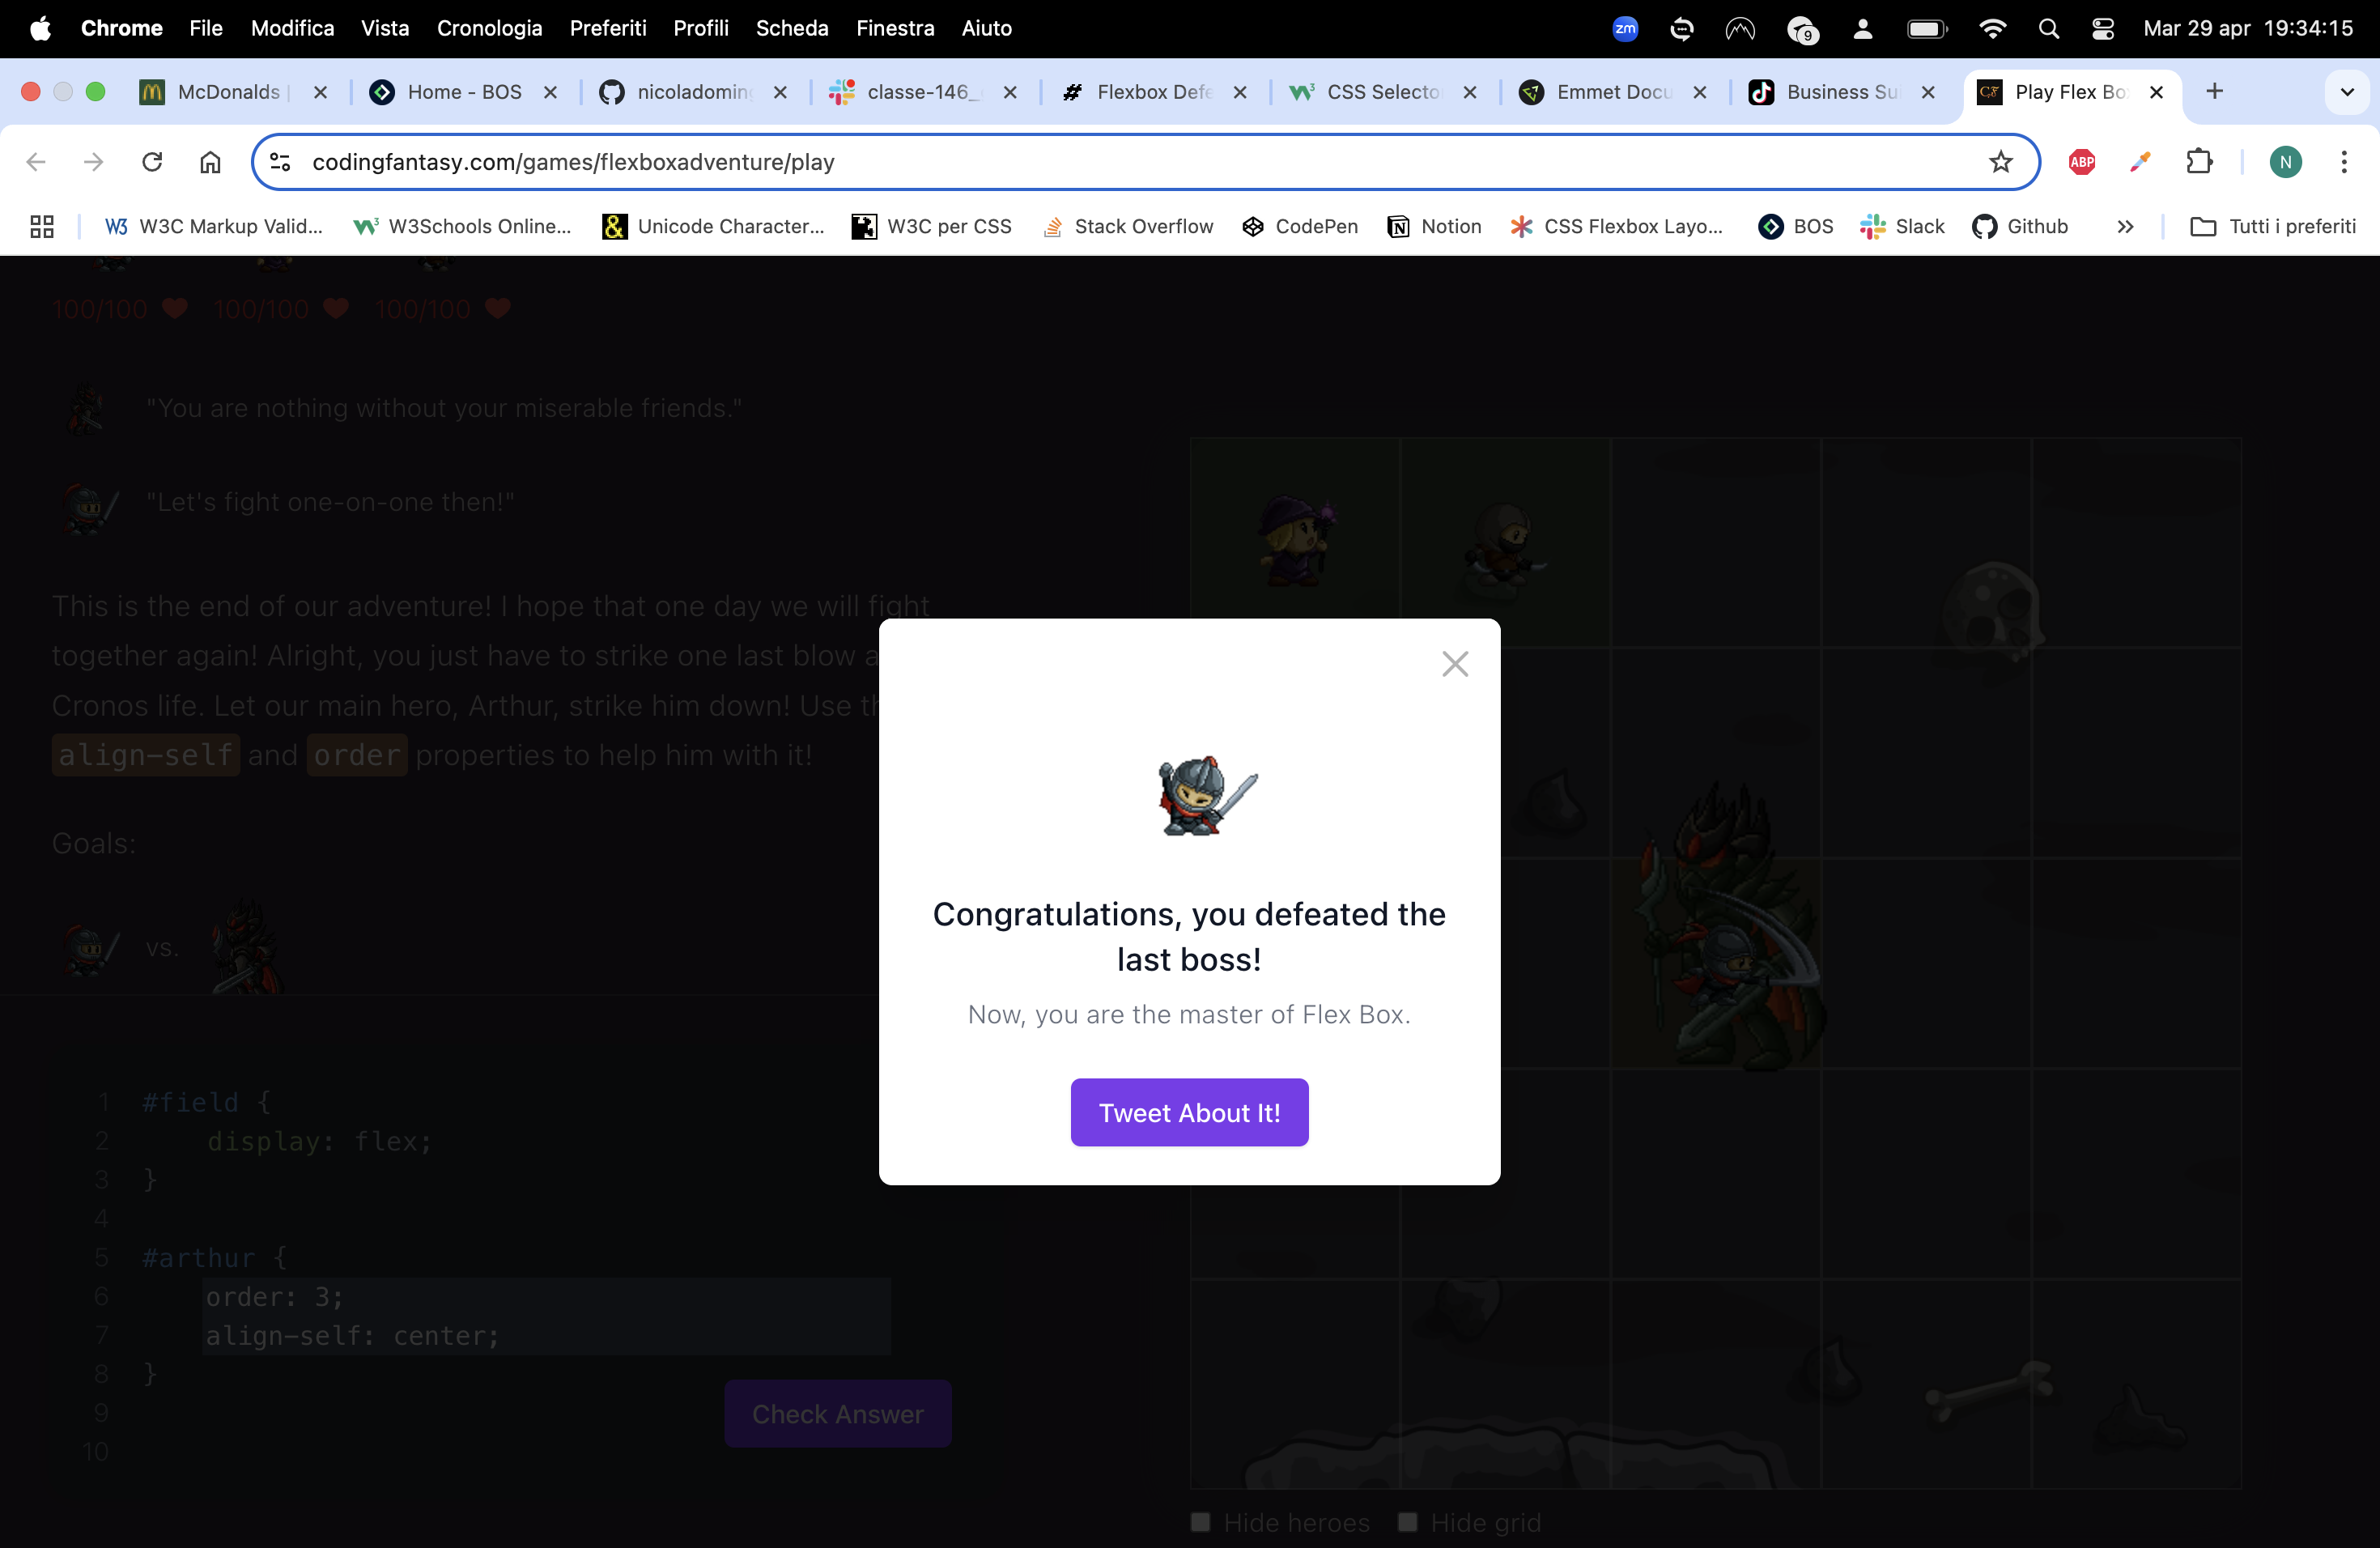 Chrome File Modifica Vista Cronologia Preferiti Profili Scheda Finestra Aiuto zm 9 Mar 29 apr 19:34:15
McDonalds Home - BOS nicoladoming classe-146_ Flexbox Defe CSS Selecto Emmet Docu Business Sui Play Flex Bo
codingfantasy.com/games/flexboxadventure/play ABP N
W3C Markup Valid... W3Schools Online... Unicode Character... W3C per CSS Stack Overflow CodePen Notion CSS Flexbox Layo... BOS Slack Github Tutti i preferiti
100/100 100/100 100/100
"You are nothing without your miserable friends."
"Let's fight one-on-one then!"
This is the end of our adventure! I hope that one day we will fight
together again! Alright, you just have to strike one last blow a
Cronos life. Let our main hero, Arthur, strike him down! Use th
align-self and order properties to help him with it!
Goals:
vs.
Congratulations, you defeated the
last boss!
Now, you are the master of Flex Box.
Tweet About It!
1 #field {
2 display: flex;
3 }
4
5 #arthur {
6 order: 3;
7 align-self: center;
8 }
9
10
Check Answer
Hide heroes Hide grid